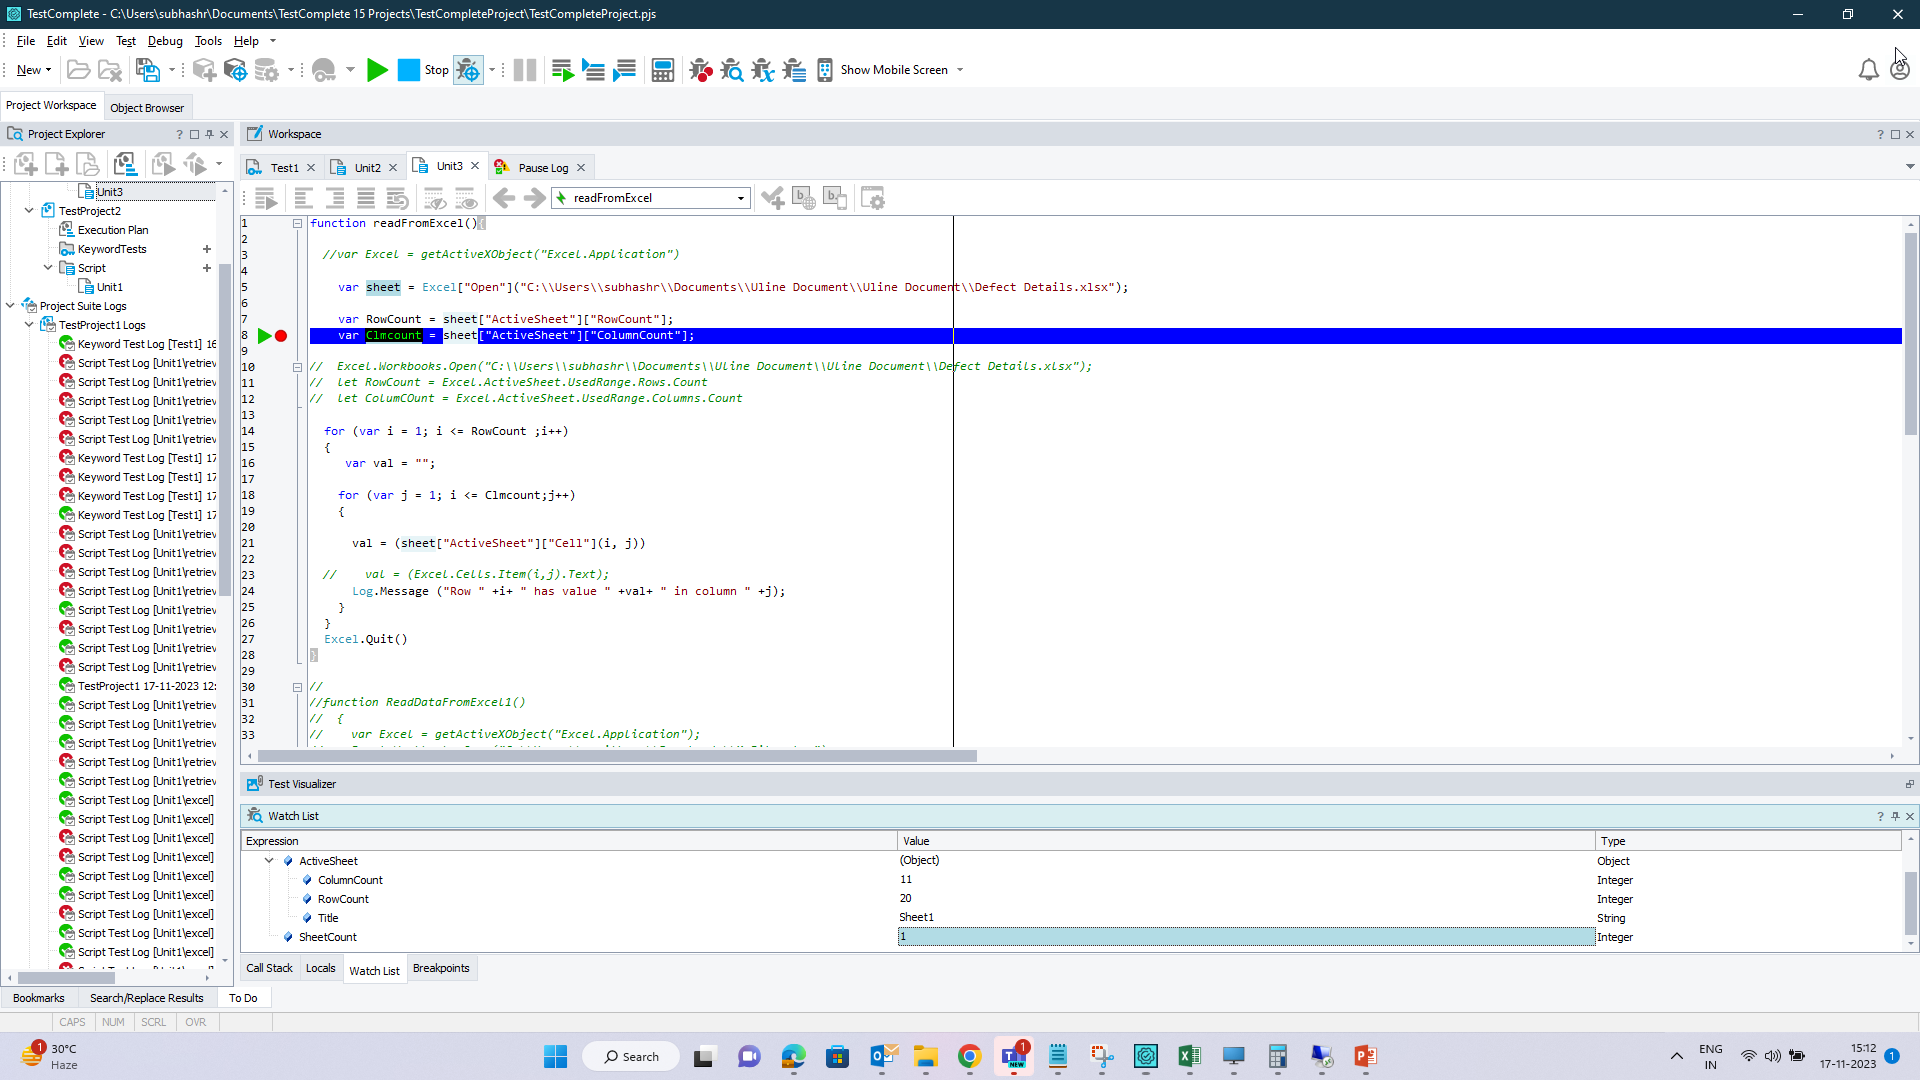 TestComplete - C:\Users\subhashr\Documents\TestComplete 15 Projects\TestCompleteProject\TestCompleteProject.pjs
File Edit View Test Debug Tools Help
New Stop Show Mobile Screen
Project Workspace Object Browser
Project Explorer
Workspace
Test1 Unit2 Unit3 Pause Log
readFromExcel
Unit3
TestProject2
Execution Plan
KeywordTests
Script
Unit1
Project Suite Logs
TestProject1 Logs
Keyword Test Log [Test1] 16
Script Test Log [Unit1\retriev
Script Test Log [Unit1\retriev
Script Test Log [Unit1\retriev
Script Test Log [Unit1\retriev
Script Test Log [Unit1\retriev
Keyword Test Log [Test1] 17
Keyword Test Log [Test1] 17
Keyword Test Log [Test1] 17
Keyword Test Log [Test1] 17
Script Test Log [Unit1\retriev
Script Test Log [Unit1\retriev
Script Test Log [Unit1\retriev
Script Test Log [Unit1\retriev
Script Test Log [Unit1\retriev
Script Test Log [Unit1\retriev
Script Test Log [Unit1\retriev
Script Test Log [Unit1\retriev
TestProject1 17-11-2023 12:
Script Test Log [Unit1\retriev
Script Test Log [Unit1\retriev
Script Test Log [Unit1\retriev
Script Test Log [Unit1\retriev
Script Test Log [Unit1\retriev
Script Test Log [Unit1\excel]
Script Test Log [Unit1\excel]
Script Test Log [Unit1\excel]
Script Test Log [Unit1\excel]
Script Test Log [Unit1\excel]
Script Test Log [Unit1\excel]
Script Test Log [Unit1\excel]
Script Test Log [Unit1\excel]
Script Test Log [Unit1\excel]
1 function readFromExcel(){
2
3 //var Excel = getActiveXObject("Excel.Application")
4
5 var sheet = Excel["Open"]("C:\\Users\\subhashr\\Documents\\Uline Document\\Uline Document\\Defect Details.xlsx");
6
7 var RowCount = sheet["ActiveSheet"]["RowCount"];
8 var Clmcount = sheet["ActiveSheet"]["ColumnCount"];
9
10 // Excel.Workbooks.Open("C:\\Users\\subhashr\\Documents\\Uline Document\\Uline Document\\Defect Details.xlsx");
11 // let RowCount = Excel.ActiveSheet.UsedRange.Rows.Count
12 // let ColumCOunt = Excel.ActiveSheet.UsedRange.Columns.Count
13
14 for (var i = 1; i <= RowCount ;i++)
15 {
16 var val = "";
17
18 for (var j = 1; i <= Clmcount;j++)
19 {
20
21 val = (sheet["ActiveSheet"]["Cell"](i, j))
22
23 // val = (Excel.Cells.Item(i,j).Text);
24 Log.Message ("Row " +i+ " has value " +val+ " in column " +j);
25 }
26 }
27 Excel.Quit()
28 }
29
30 //
31 //function ReadDataFromExcel1()
32 // {
33 // var Excel = getActiveXObject("Excel.Application");
Test Visualizer
Watch List
Expression Value Type
ActiveSheet (Object) Object
ColumnCount 11 Integer
RowCount 20 Integer
Title Sheet1 String
SheetCount 1 Integer
Call Stack Locals Watch List Breakpoints
Bookmarks Search/Replace Results To Do
CAPS NUM SCRL OVR
1 30°C
Haze
Search
1
NEW
ENG
IN
15:12
17-11-2023
1